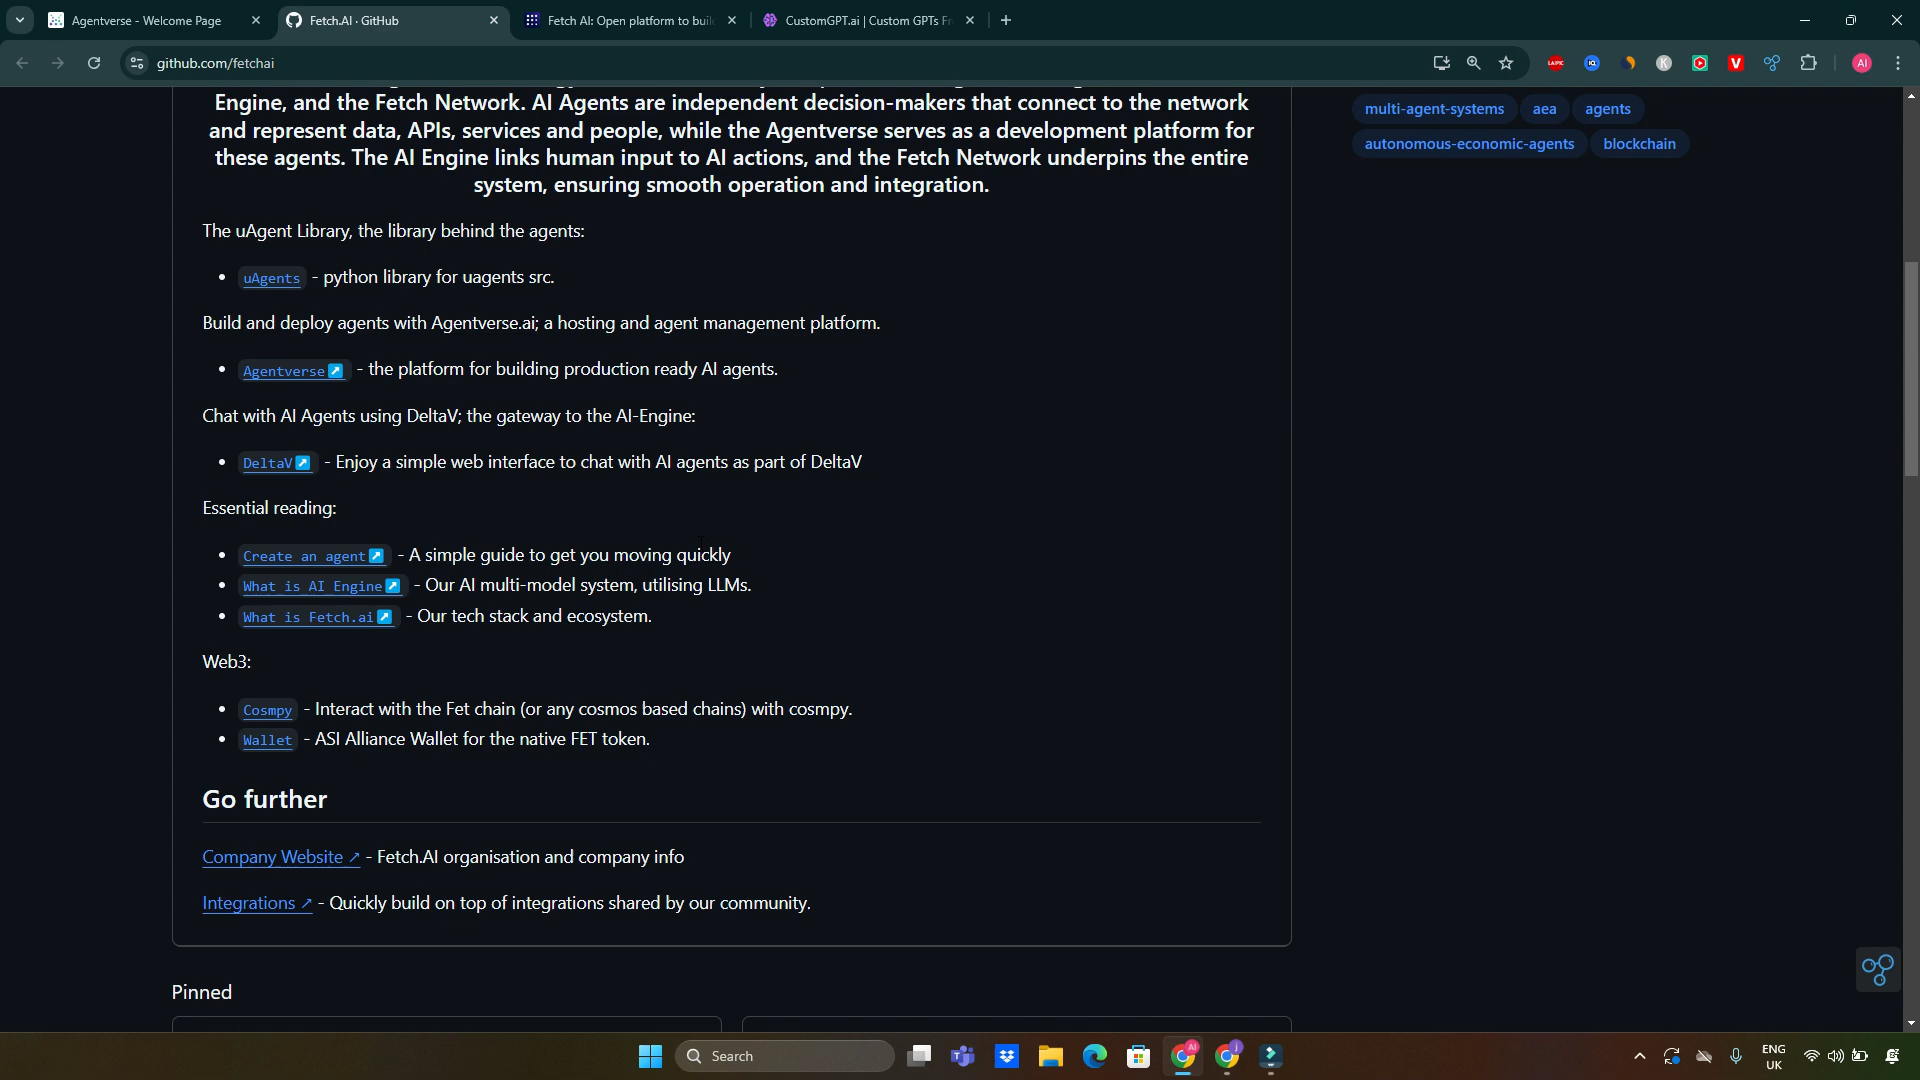 Agentverse - Welcome Page
Fetch.AI · GitHub
Fetch AI: Open platform to buil
CustomGPT.ai | Custom GPTs Fr
github.com/fetchai
Engine, and the Fetch Network. AI Agents are independent decision-makers that connect to the network
and represent data, APIs, services and people, while the Agentverse serves as a development platform for
these agents. The AI Engine links human input to AI actions, and the Fetch Network underpins the entire
system, ensuring smooth operation and integration.
multi-agent-systems aea agents
autonomous-economic-agents blockchain
The uAgent Library, the library behind the agents:
uAgents - python library for uagents src.
Build and deploy agents with Agentverse.ai; a hosting and agent management platform.
Agentverse - the platform for building production ready AI agents.
Chat with AI Agents using DeltaV; the gateway to the AI-Engine:
DeltaV - Enjoy a simple web interface to chat with AI agents as part of DeltaV
Essential reading:
Create an agent - A simple guide to get you moving quickly
What is AI Engine - Our AI multi-model system, utilising LLMs.
What is Fetch.ai - Our tech stack and ecosystem.
Web3:
Cosmpy - Interact with the Fet chain (or any cosmos based chains) with cosmpy.
Wallet - ASI Alliance Wallet for the native FET token.
Go further
Company Website ↗ - Fetch.AI organisation and company info
Integrations ↗ - Quickly build on top of integrations shared by our community.
Pinned
Search
ENG
UK